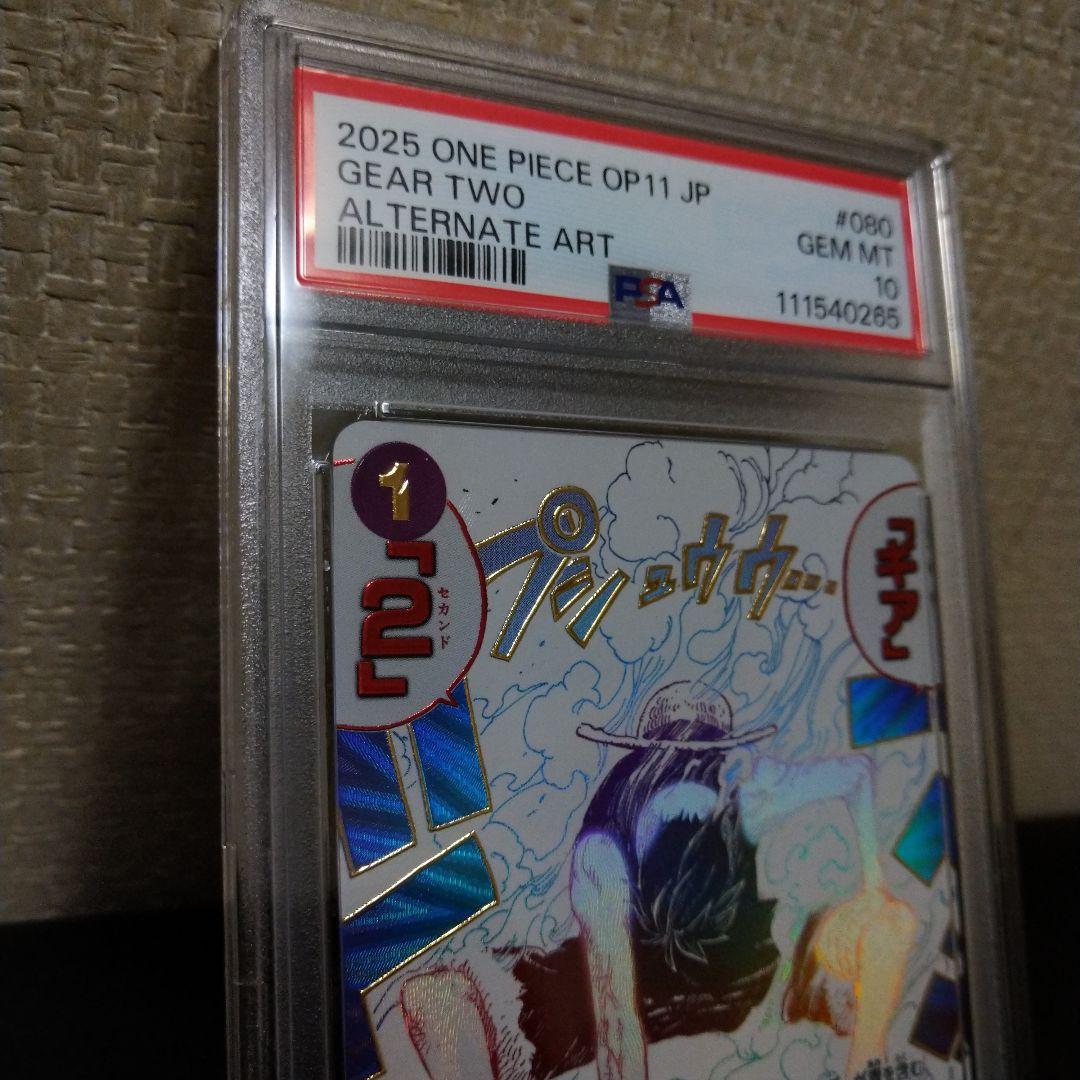 2025 ONE PIECE OP11 JP
#080
GEAR TWO
GEM MT
ALTERNATE ART
10
PSA
111540265
1
プシュウウ…
「ギア」
「2」
セカンド